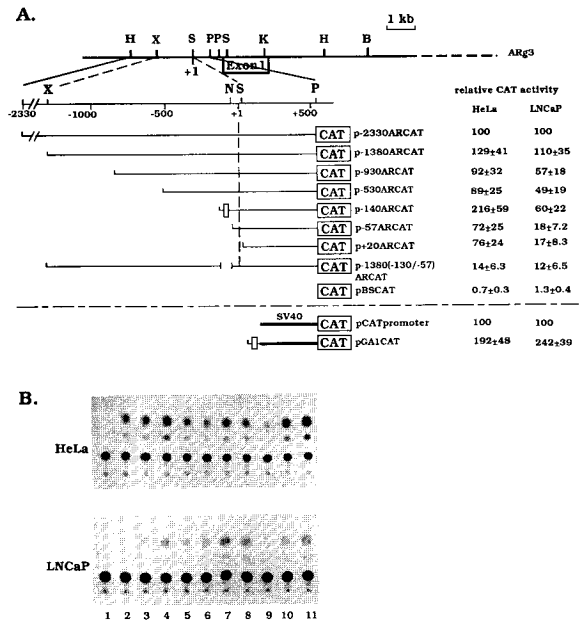 A.
1 kb
H X S P P S K H B
ARg3
+1 Exon1
X N S P
-2330 -1000 -500 +1 +500
relative CAT activity
HeLa LNCaP
CAT p-2330ARCAT 100 100
CAT p-1380ARCAT 129±41 110±35
CAT p-930ARCAT 92±32 57±18
CAT p-530ARCAT 89±25 49±19
CAT p-140ARCAT 216±59 60±22
CAT p-57ARCAT 72±25 18±7.2
CAT p+20ARCAT 76±24 17±8.3
CAT p-1380(-130/-57) 14±6.3 12±6.5
ARCAT
CAT pBSCAT 0.7±0.3 1.3±0.4
SV40
CAT pCATpromoter 100 100
CAT pGA1CAT 192±48 242±39
B.
HeLa
LNCaP
1 2 3 4 5 6 7 8 9 10 11